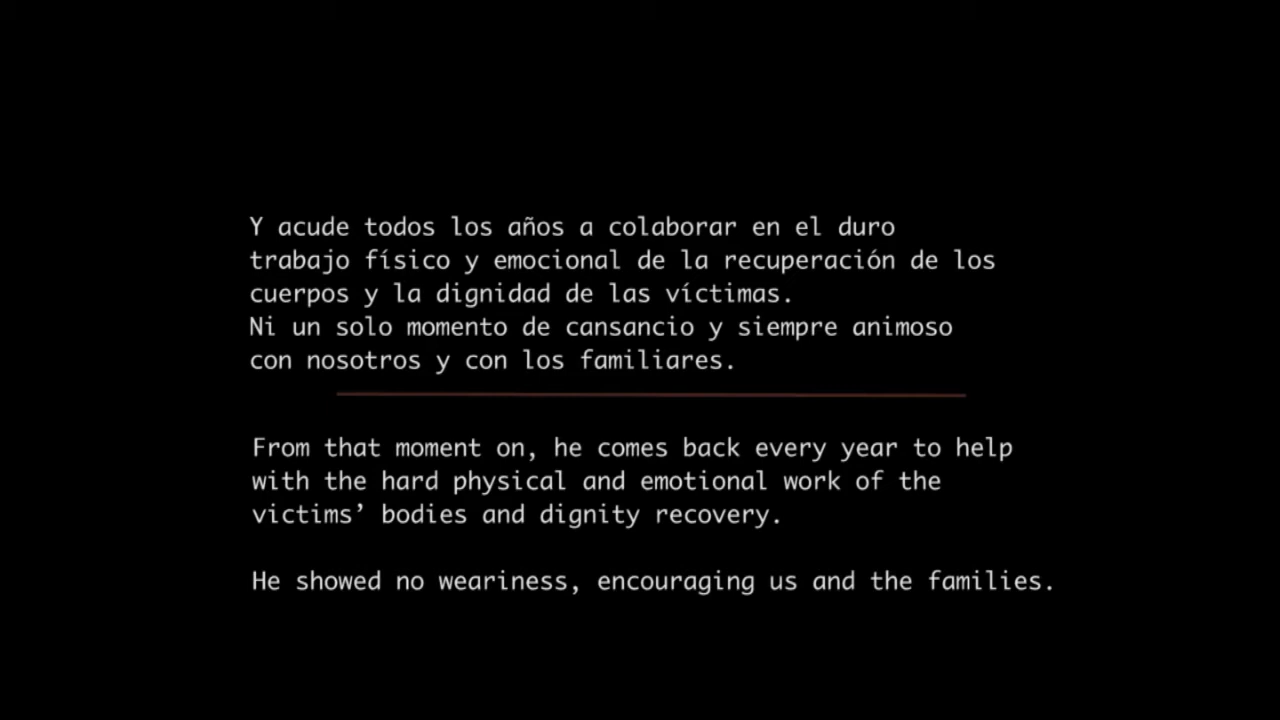 Y acude todos los años a colaborar en el duro
trabajo físico y emocional de la recuperación de los
cuerpos y la dignidad de las víctimas.
Ni un solo momento de cansancio y siempre animoso
con nosotros y con los familiares.
From that moment on, he comes back every year to help
with the hard physical and emotional work of the
victims’ bodies and dignity recovery.
He showed no weariness, encouraging us and the families.